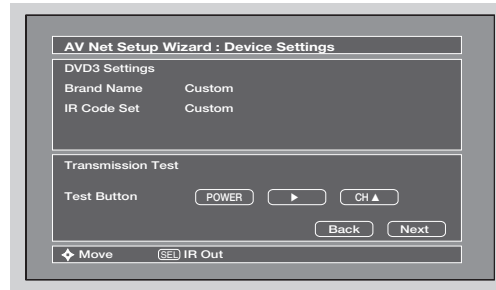 AV Net Setup Wizard : Device Settings
DVD3 Settings
Brand Name Custom
IR Code Set Custom
Transmission Test
Test Button POWER ▶ CH ▲
Back Next
Move SEL IR Out